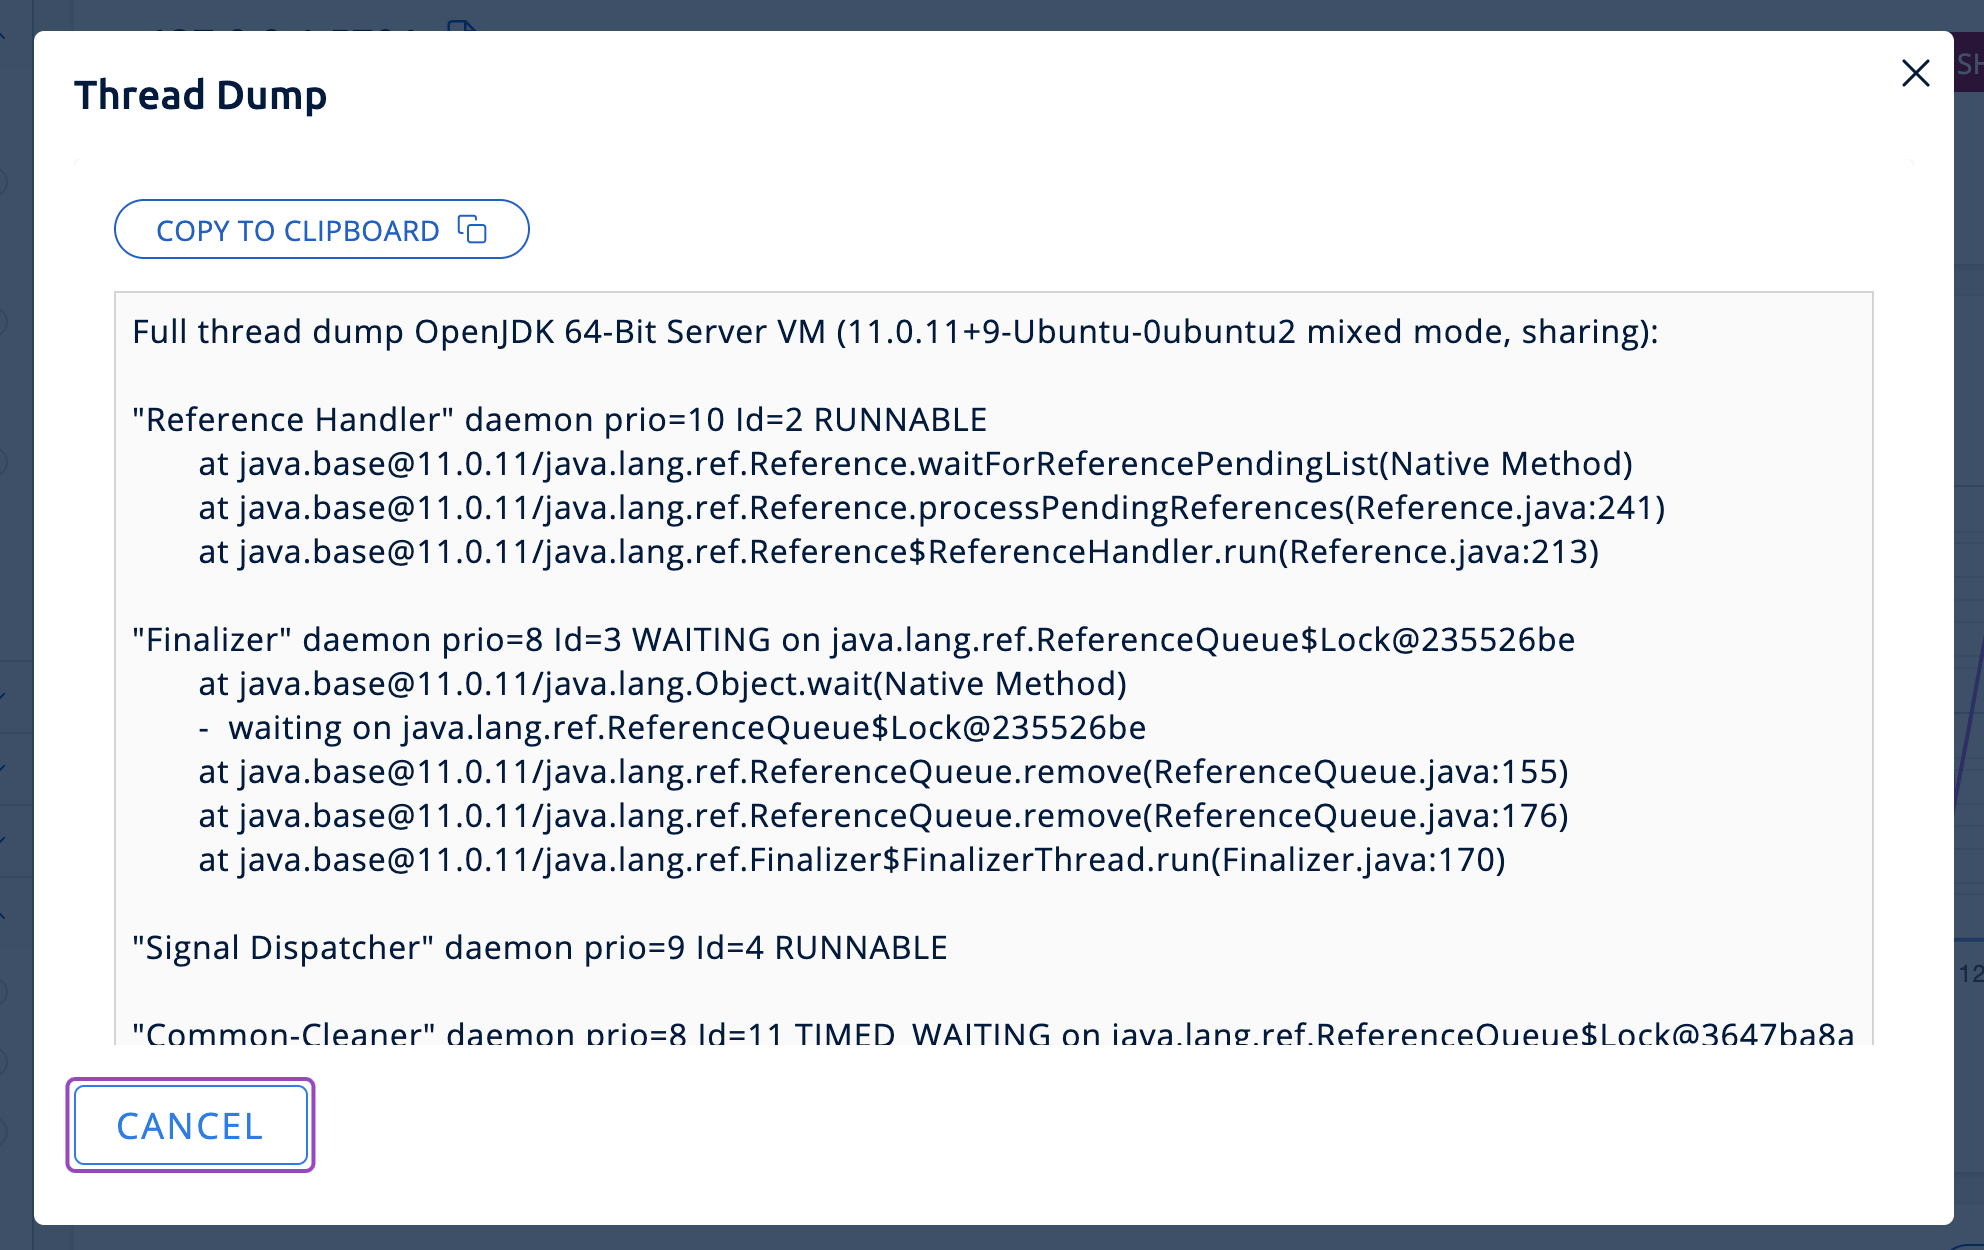 Thread Dump
COPY TO CLIPBOARD
Full thread dump OpenJDK 64-Bit Server VM (11.0.11+9-Ubuntu-0ubuntu2 mixed mode, sharing):
"Reference Handler" daemon prio=10 Id=2 RUNNABLE
at java.base@11.0.11/java.lang.ref.Reference.waitForReferencePendingList(Native Method)
at java.base@11.0.11/java.lang.ref.Reference.processPendingReferences(Reference.java:241)
at java.base@11.0.11/java.lang.ref.Reference$ReferenceHandler.run(Reference.java:213)
"Finalizer" daemon prio=8 Id=3 WAITING on java.lang.ref.ReferenceQueue$Lock@235526be
at java.base@11.0.11/java.lang.Object.wait(Native Method)
- waiting on java.lang.ref.ReferenceQueue$Lock@235526be
at java.base@11.0.11/java.lang.ref.ReferenceQueue.remove(ReferenceQueue.java:155)
at java.base@11.0.11/java.lang.ref.ReferenceQueue.remove(ReferenceQueue.java:176)
at java.base@11.0.11/java.lang.ref.Finalizer$FinalizerThread.run(Finalizer.java:170)
"Signal Dispatcher" daemon prio=9 Id=4 RUNNABLE
"Common-Cleaner" daemon prio=8 Id=11 TIMED_WAITING on java.lang.ref.ReferenceQueue$Lock@3647ba8a
CANCEL
SH
12